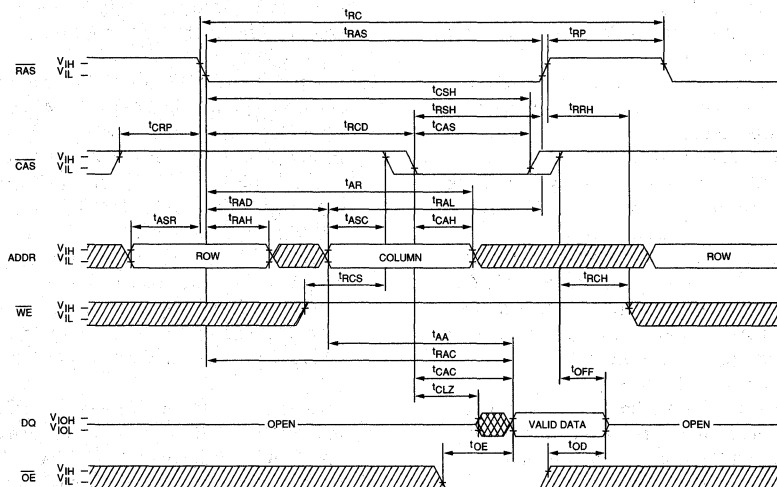 tRC
tRAS
tRP
RAS VIH
VIL
tCSH
tRSH
tRRH
tCRP
tRCD
tCAS
CAS VIH
VIL
tAR
tRAD
tRAL
tASR
tRAH
tASC
tCAH
ADDR VIH
VIL
ROW
COLUMN
ROW
tRCS
tRCH
WE VIH
VIL
tAA
tRAC
tCAC
tOFF
tCLZ
DQ VIOH
VIOL
OPEN
VALID DATA
OPEN
tOE
tOD
OE VIH
VIL